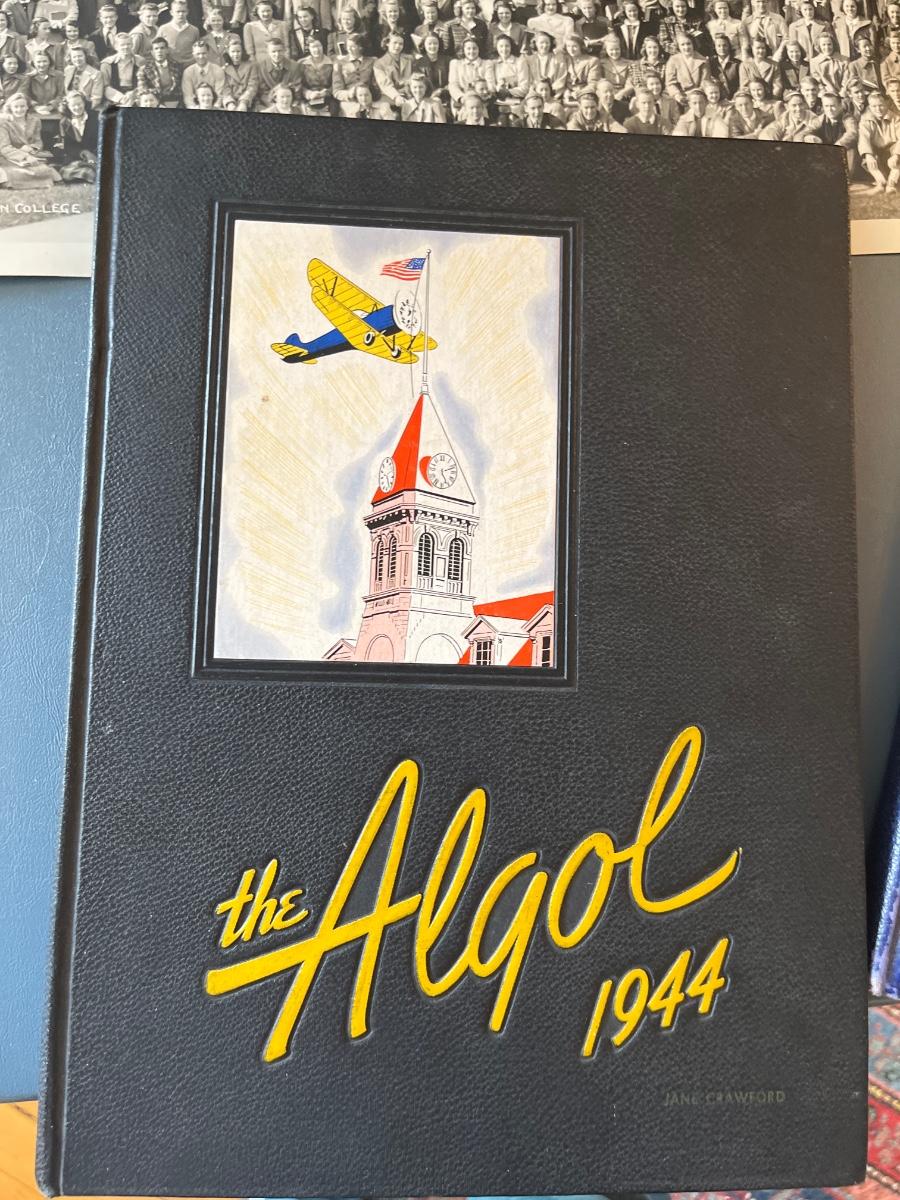 N COLLEGE
the Algol
1944
JANE CRAWFORD